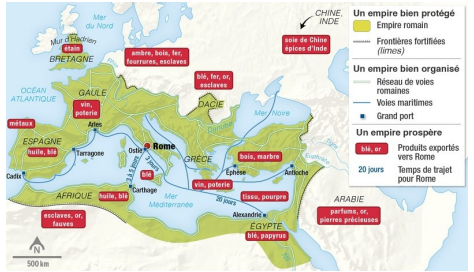 Mer
du Nord
Mur d'Hadrien
étain
BRETAGNE
ambre, bois, fer,
fourrures, esclaves
CHINE,
INDE
soie de Chine
épices d'Inde
OCÉAN
ATLANTIQUE
GAULE
blé, fer, or,
esclaves
DACIE
vin,
poterie
Mer Noire
métaux
Arles
ESPAGNE
huile, blé
Tarragone
Ostie
Rome
3 jours
GRÈCE
bois, marbre
Cadix
blé
Éphèse
Antioche
Carthage
vin, poterie
AFRIQUE
huile, blé
Mer
Méditerranée
20 jours
tissu, pourpre
Alexandrie
esclaves, or,
fauves
ÉGYPTE
blé, papyrus
ARABIE
parfums, or,
pierres précieuses
N
500 km
Un empire bien protégé
Empire romain
Frontières fortifiées
(limes)
Un empire bien organisé
Réseau de voies
romaines
Voies maritimes
Grand port
Un empire prospère
blé, or
Produits exportés
vers Rome
20 jours
Temps de trajet
pour Rome